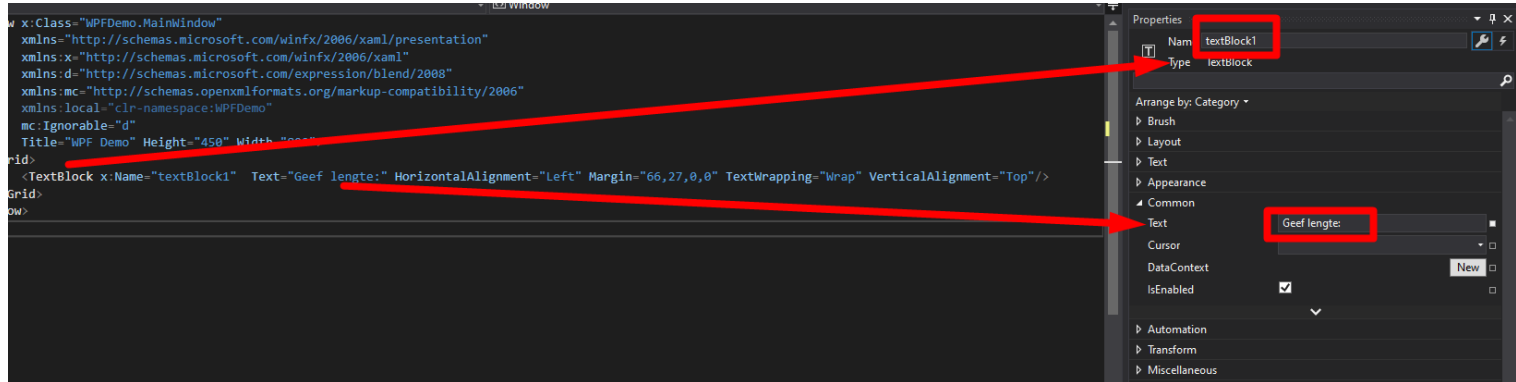 Window
w x:Class="WPFDemo.MainWindow"
xmlns="http://schemas.microsoft.com/winfx/2006/xaml/presentation"
xmlns:x="http://schemas.microsoft.com/winfx/2006/xaml"
xmlns:d="http://schemas.microsoft.com/expression/blend/2008"
xmlns:mc="http://schemas.openxmlformats.org/markup-compatibility/2006"
xmlns:local="clr-namespace:WPFDemo"
mc:Ignorable="d"
Title="WPF Demo" Height="450" Width
rid>
<TextBlock x:Name="textBlock1" Text="Geef lengte:" HorizontalAlignment="Left" Margin="66,27,0,0" TextWrapping="Wrap" VerticalAlignment="Top"/>
Grid>
ow>
Properties
Name textBlock1
Type TextBlock
Arrange by: Category
Brush
Layout
Text
Appearance
Common
Text Geef lengte:
Cursor
DataContext New
IsEnabled
Automation
Transform
Miscellaneous